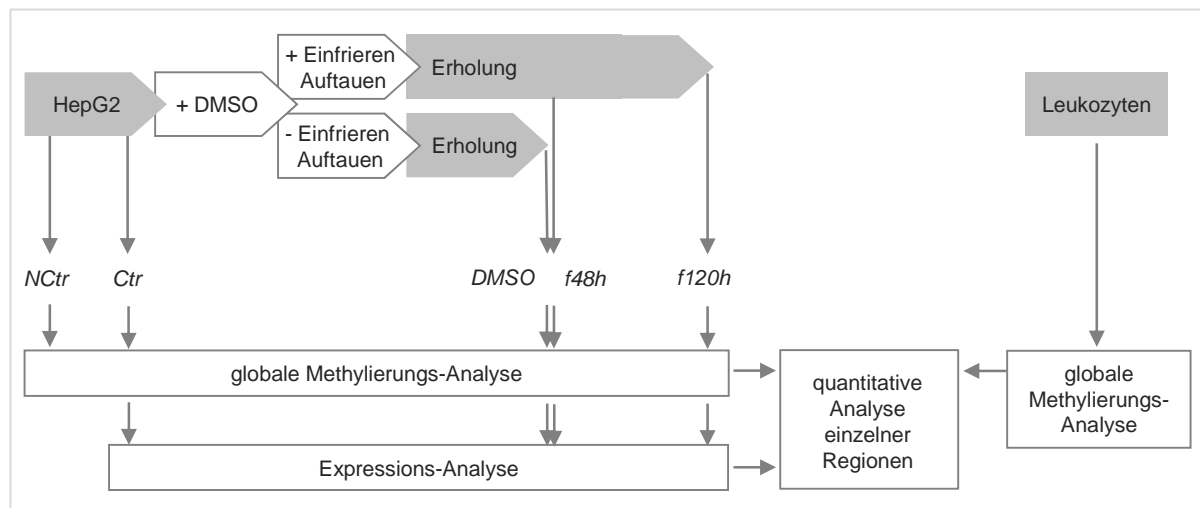 + Einfrieren
Auftauen
Erholung
HepG2
+ DMSO
Leukozyten
- Einfrieren
Auftauen
Erholung
NCtr
Ctr
DMSO
f48h
f120h
globale Methylierungs-Analyse
quantitative
Analyse
einzelner
Regionen
globale
Methylierungs-
Analyse
Expressions-Analyse